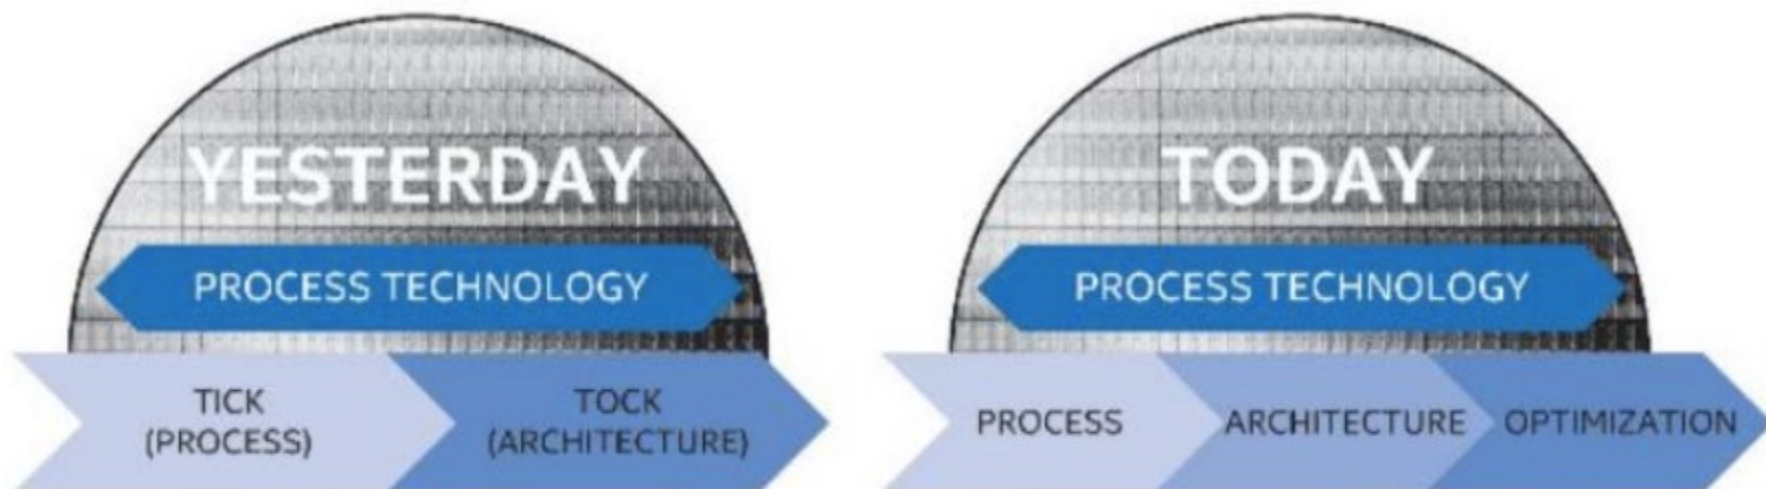 YESTERDAY
PROCESS TECHNOLOGY
TICK
(PROCESS)
TOCK
(ARCHITECTURE)
TODAY
PROCESS TECHNOLOGY
PROCESS
ARCHITECTURE
OPTIMIZATION